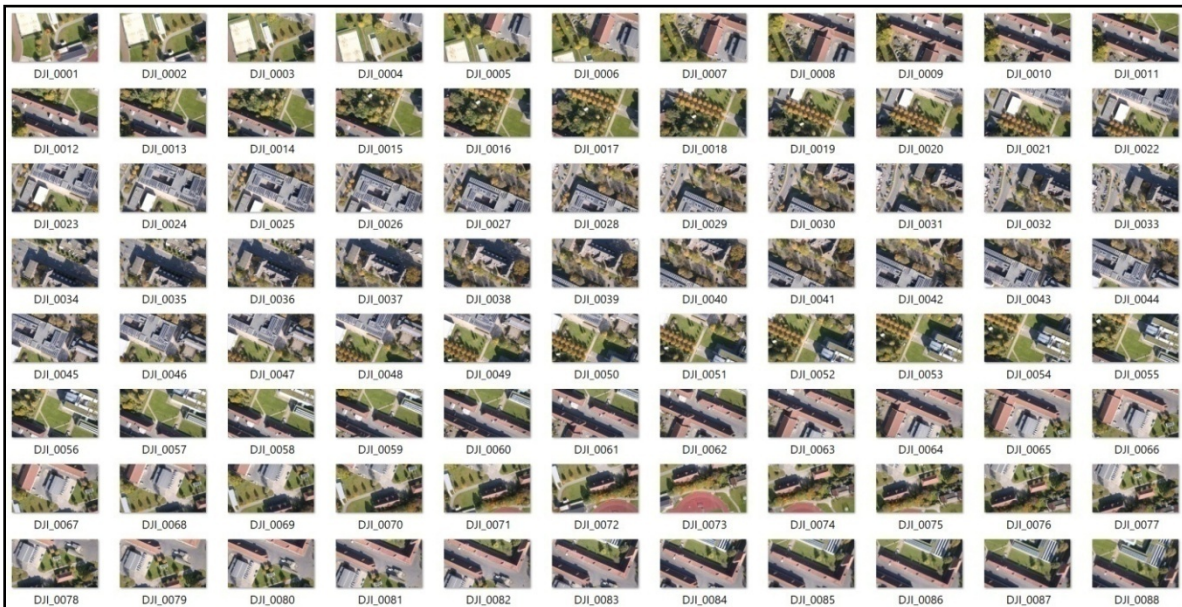 DJI_0001 DJI_0002 DJI_0003 DJI_0004 DJI_0005 DJI_0006 DJI_0007 DJI_0008 DJI_0009 DJI_0010 DJI_0011
DJI_0012 DJI_0013 DJI_0014 DJI_0015 DJI_0016 DJI_0017 DJI_0018 DJI_0019 DJI_0020 DJI_0021 DJI_0022
DJI_0023 DJI_0024 DJI_0025 DJI_0026 DJI_0027 DJI_0028 DJI_0029 DJI_0030 DJI_0031 DJI_0032 DJI_0033
DJI_0034 DJI_0035 DJI_0036 DJI_0037 DJI_0038 DJI_0039 DJI_0040 DJI_0041 DJI_0042 DJI_0043 DJI_0044
DJI_0045 DJI_0046 DJI_0047 DJI_0048 DJI_0049 DJI_0050 DJI_0051 DJI_0052 DJI_0053 DJI_0054 DJI_0055
DJI_0056 DJI_0057 DJI_0058 DJI_0059 DJI_0060 DJI_0061 DJI_0062 DJI_0063 DJI_0064 DJI_0065 DJI_0066
DJI_0067 DJI_0068 DJI_0069 DJI_0070 DJI_0071 DJI_0072 DJI_0073 DJI_0074 DJI_0075 DJI_0076 DJI_0077
DJI_0078 DJI_0079 DJI_0080 DJI_0081 DJI_0082 DJI_0083 DJI_0084 DJI_0085 DJI_0086 DJI_0087 DJI_0088